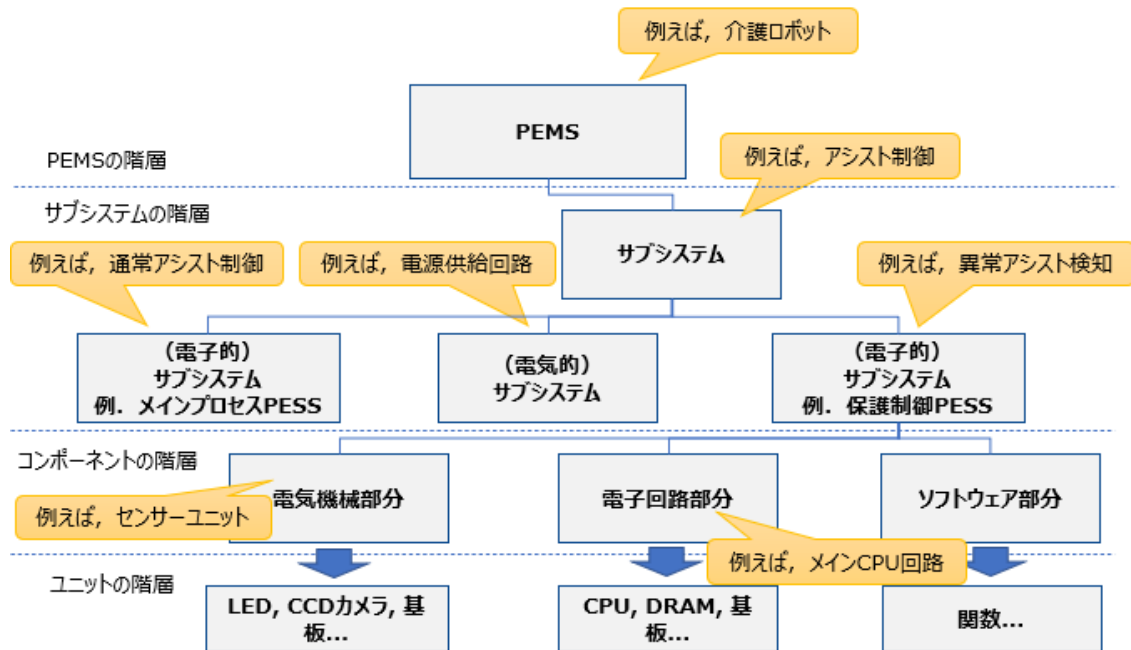 例えば，介護ロボット
PEMS
PEMSの階層
例えば，アシスト制御
サブシステムの階層
サブシステム
例えば，通常アシスト制御
例えば，電源供給回路
例えば，異常アシスト検知
（電子的）
サブシステム
例．メインプロセスPESS
（電気的）
サブシステム
（電子的）
サブシステム
例．保護制御PESS
コンポーネントの階層
電気機械部分
電子回路部分
ソフトウェア部分
例えば，センサーユニット
例えば，メインCPU回路
ユニットの階層
LED, CCDカメラ, 基
板...
CPU, DRAM, 基
板...
関数...